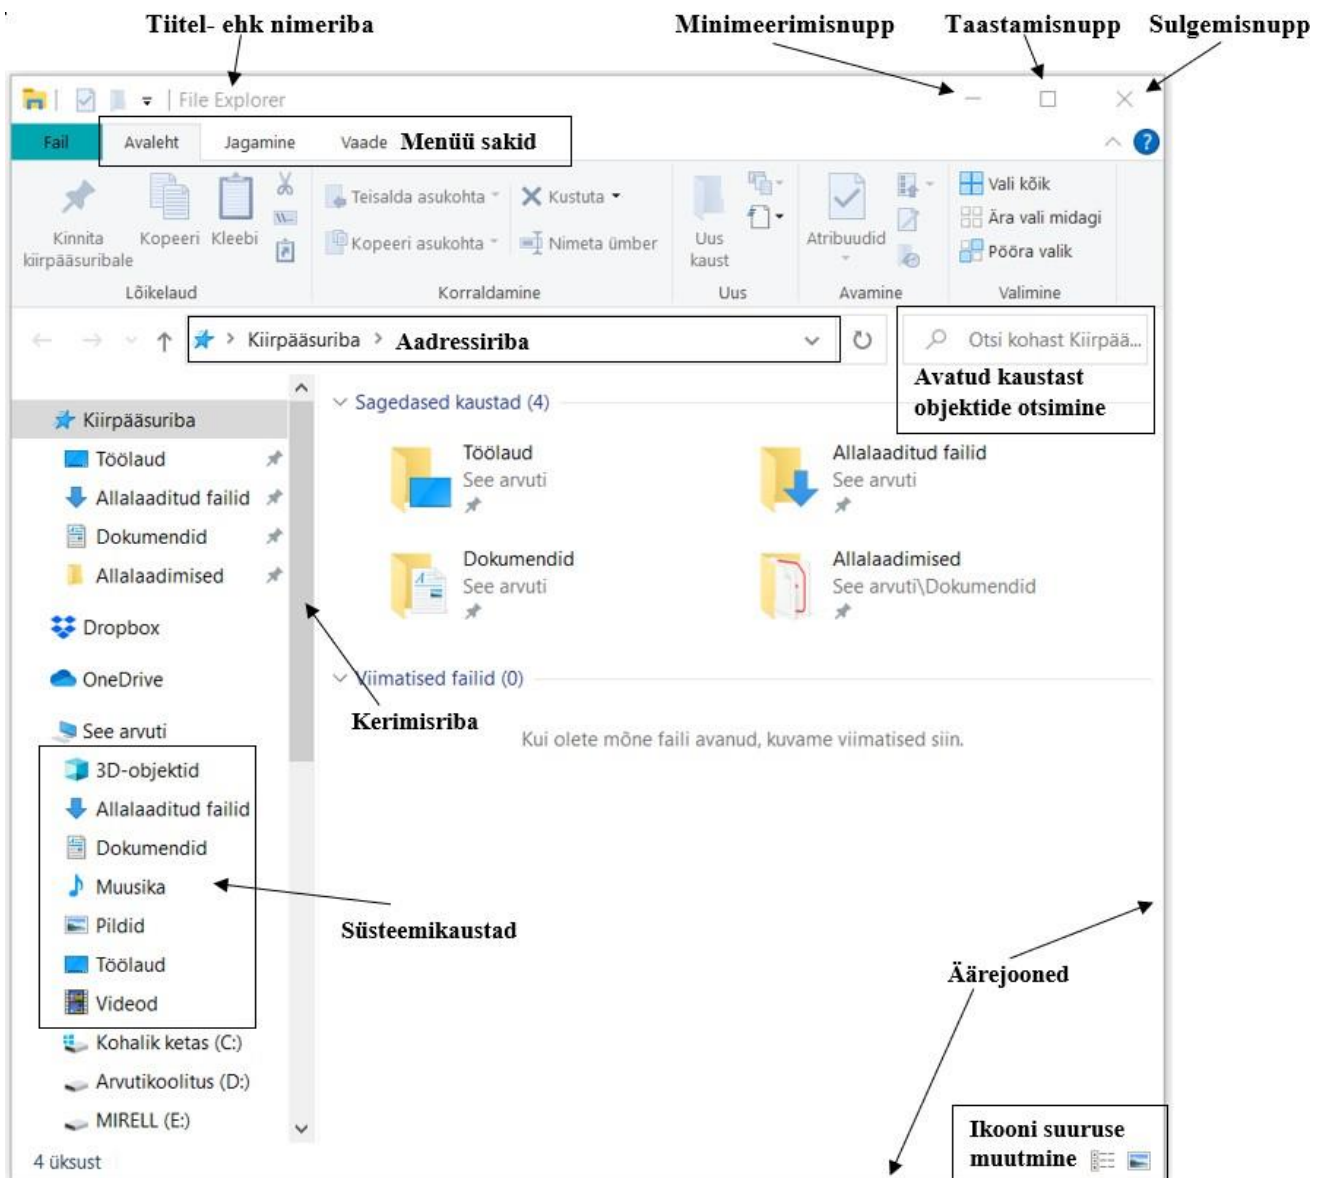 Tiitel- ehk nimeriba
Minimeerimisnupp
Taastamisnupp
Sulgemisnupp
File Explorer
Fail
Avaleht
Jagamine
Vaade
Menüü sakid
Kinnita
kiirpääsuribale
Kopeeri
Kleebi
Lõikelaud
Teisalda asukohta
Kopeeri asukohta
Kustuta
Nimeta ümber
Korraldamine
Uus
kaust
Uus
Atribuudid
Avamine
Vali kõik
Ära vali midagi
Pööra valik
Valimine
Kiirpääsuriba
Aadressiriba
Otsi kohast Kiirpää...
Avatud kaustast
objektide otsimine
Kiirpääsuriba
Töölaud
Allalaaditud failid
Dokumendid
Allalaadimised
Dropbox
OneDrive
See arvuti
3D-objektid
Allalaaditud failid
Dokumendid
Muusika
Pildid
Töölaud
Videod
Kohalik ketas (C:)
Arvutikoolitus (D:)
MIRELL (E:)
4 üksust
Sagedased kaustad (4)
Töölaud
See arvuti
Allalaaditud failid
See arvuti
Dokumendid
See arvuti
Allalaadimised
See arvuti\Dokumendid
Viimatised failid (0)
Kerimisriba
Kui olete mõne faili avanud, kuvame viimatised siin.
Süsteemikaustad
Äärejooned
Ikooni suuruse
muutmine